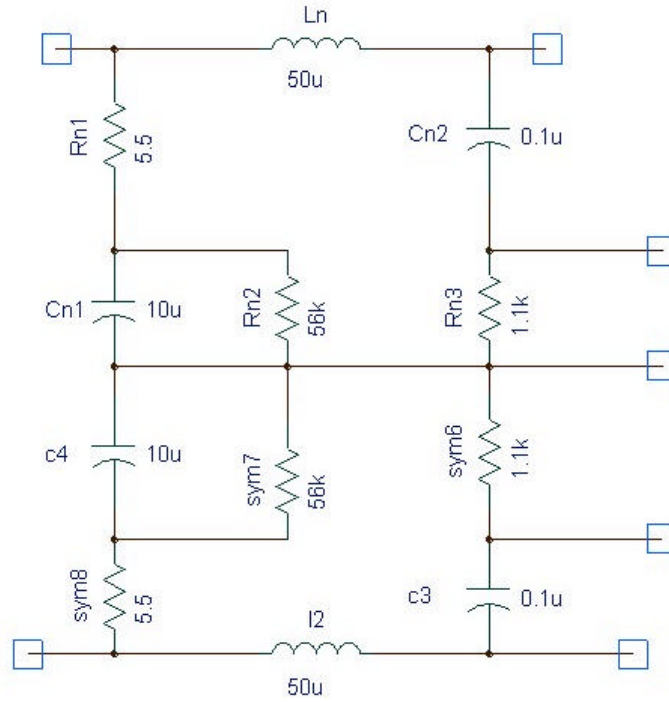 Ln
50u
Rn1
5.5
Cn2
0.1u
Cn1
10u
Rn2
56k
Rn3
1.1k
c4
10u
sym7
56k
sym6
1.1k
sym8
5.5
c3
0.1u
l2
50u